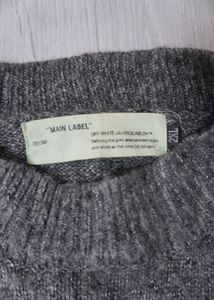 "MAIN LABEL"
OFF WHITE c/o VIRGIL ABLOH™
Defining the grey area between black
and white as the color Off-White™
2XL